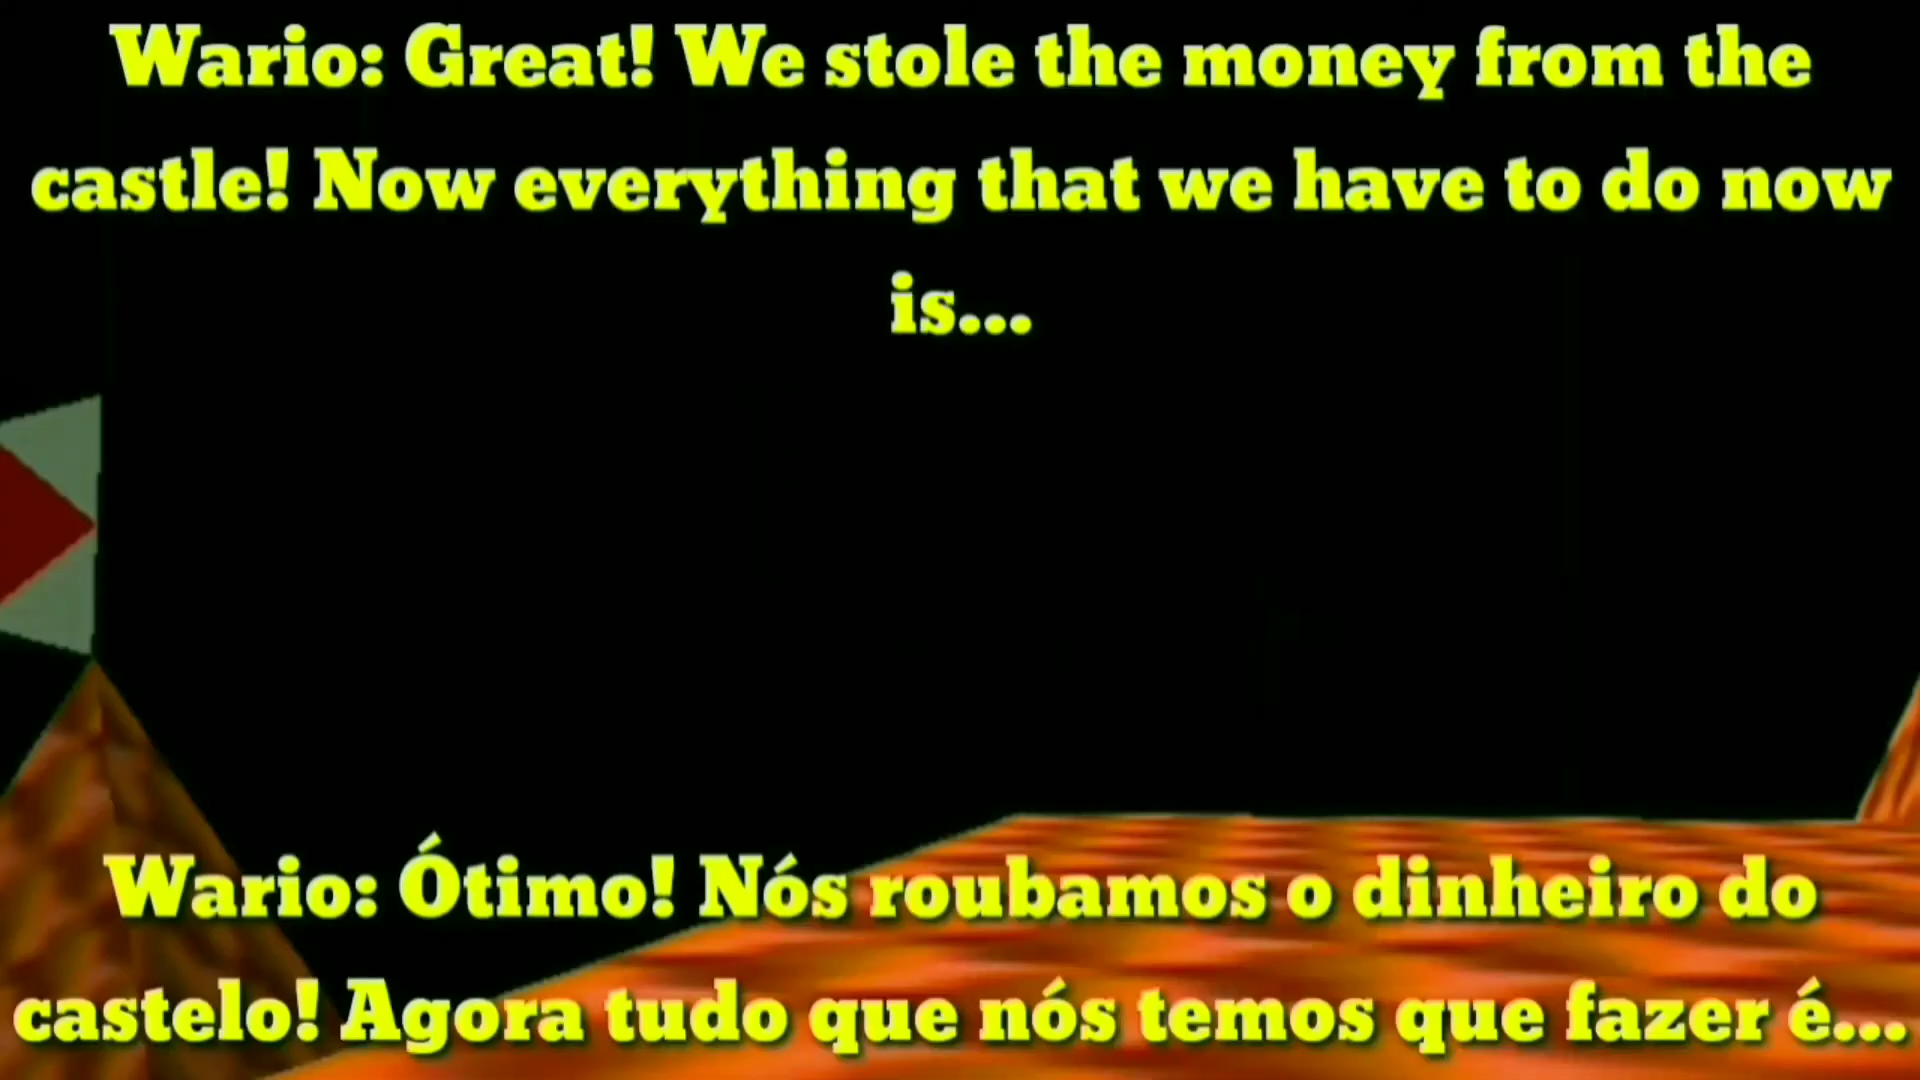 Wario: Great! We stole the money from the
castle! Now everything that we have to do now
is...
Wario: Ótimo! Nós roubamos o dinheiro do
castelo! Agora tudo que nós temos que fazer é...